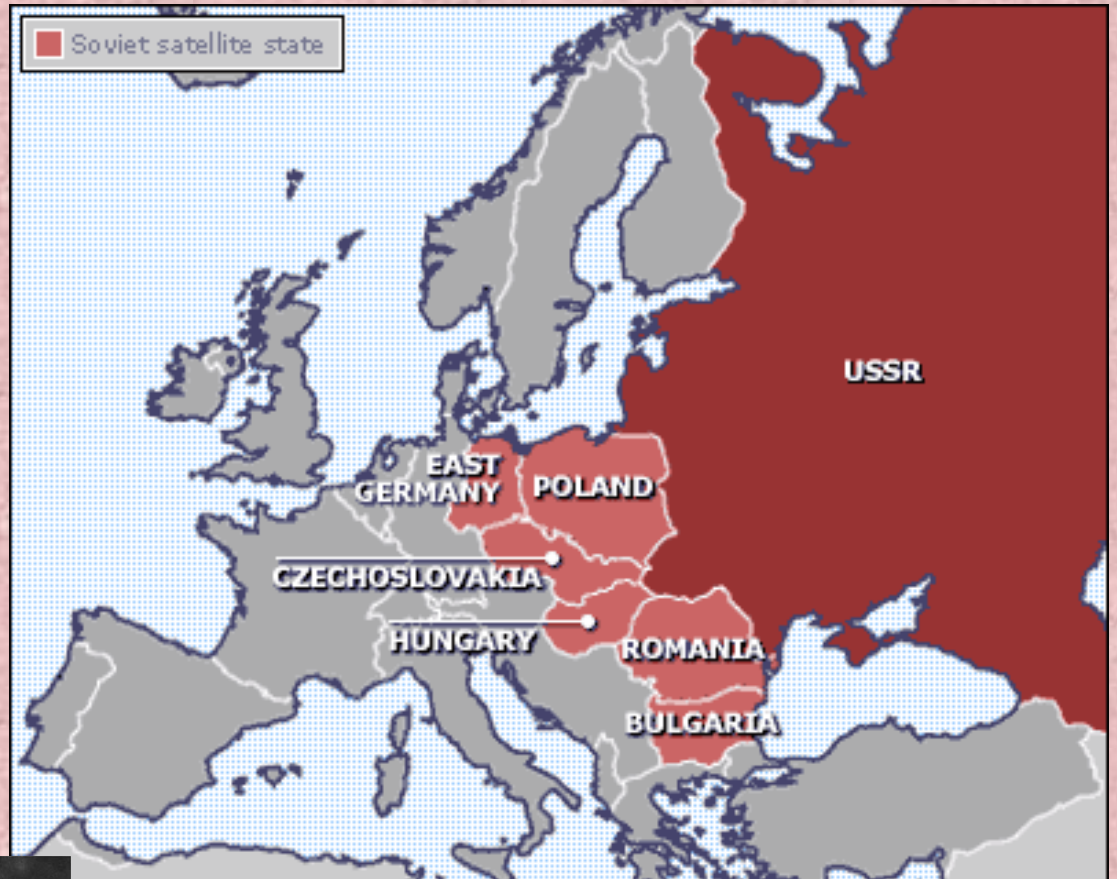 Soviet satellite state
USSR
EAST
GERMANY
POLAND
CZECHOSLOVAKIA
HUNGARY
ROMANIA
BULGARIA